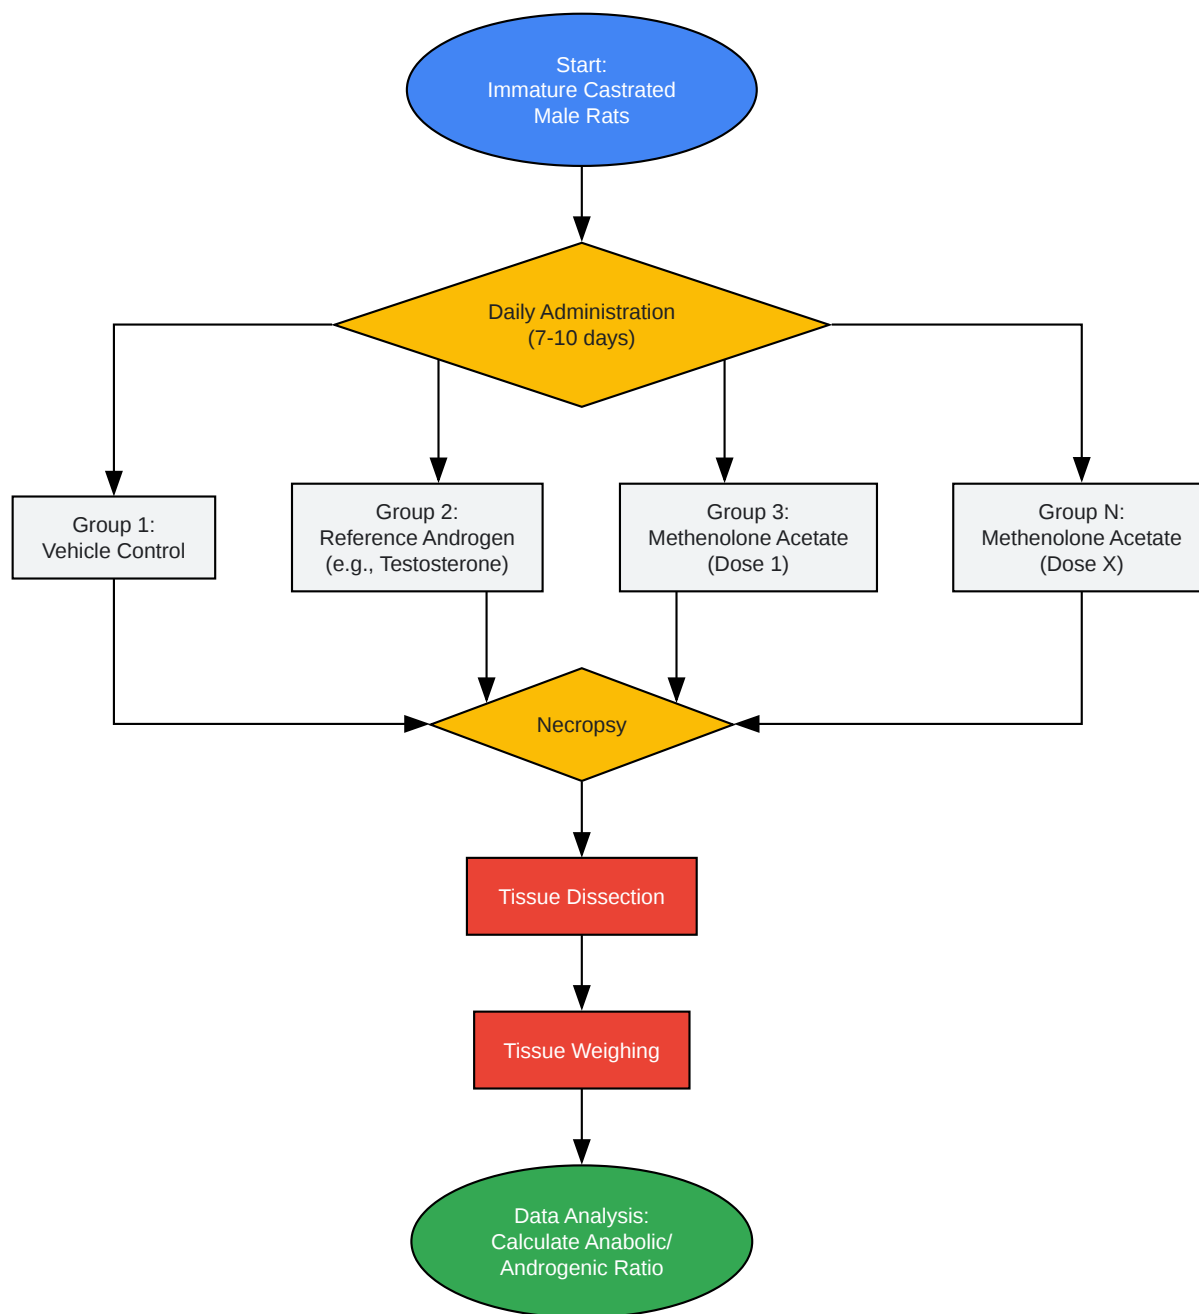 Start:
Immature Castrated
Male Rats
Daily Administration
(7-10 days)
Group 1:
Vehicle Control
Group 2:
Reference Androgen
(e.g., Testosterone)
Group 3:
Methenolone Acetate
(Dose 1)
Group N:
Methenolone Acetate
(Dose X)
Necropsy
Tissue Dissection
Tissue Weighing
Data Analysis:
Calculate Anabolic/
Androgenic Ratio